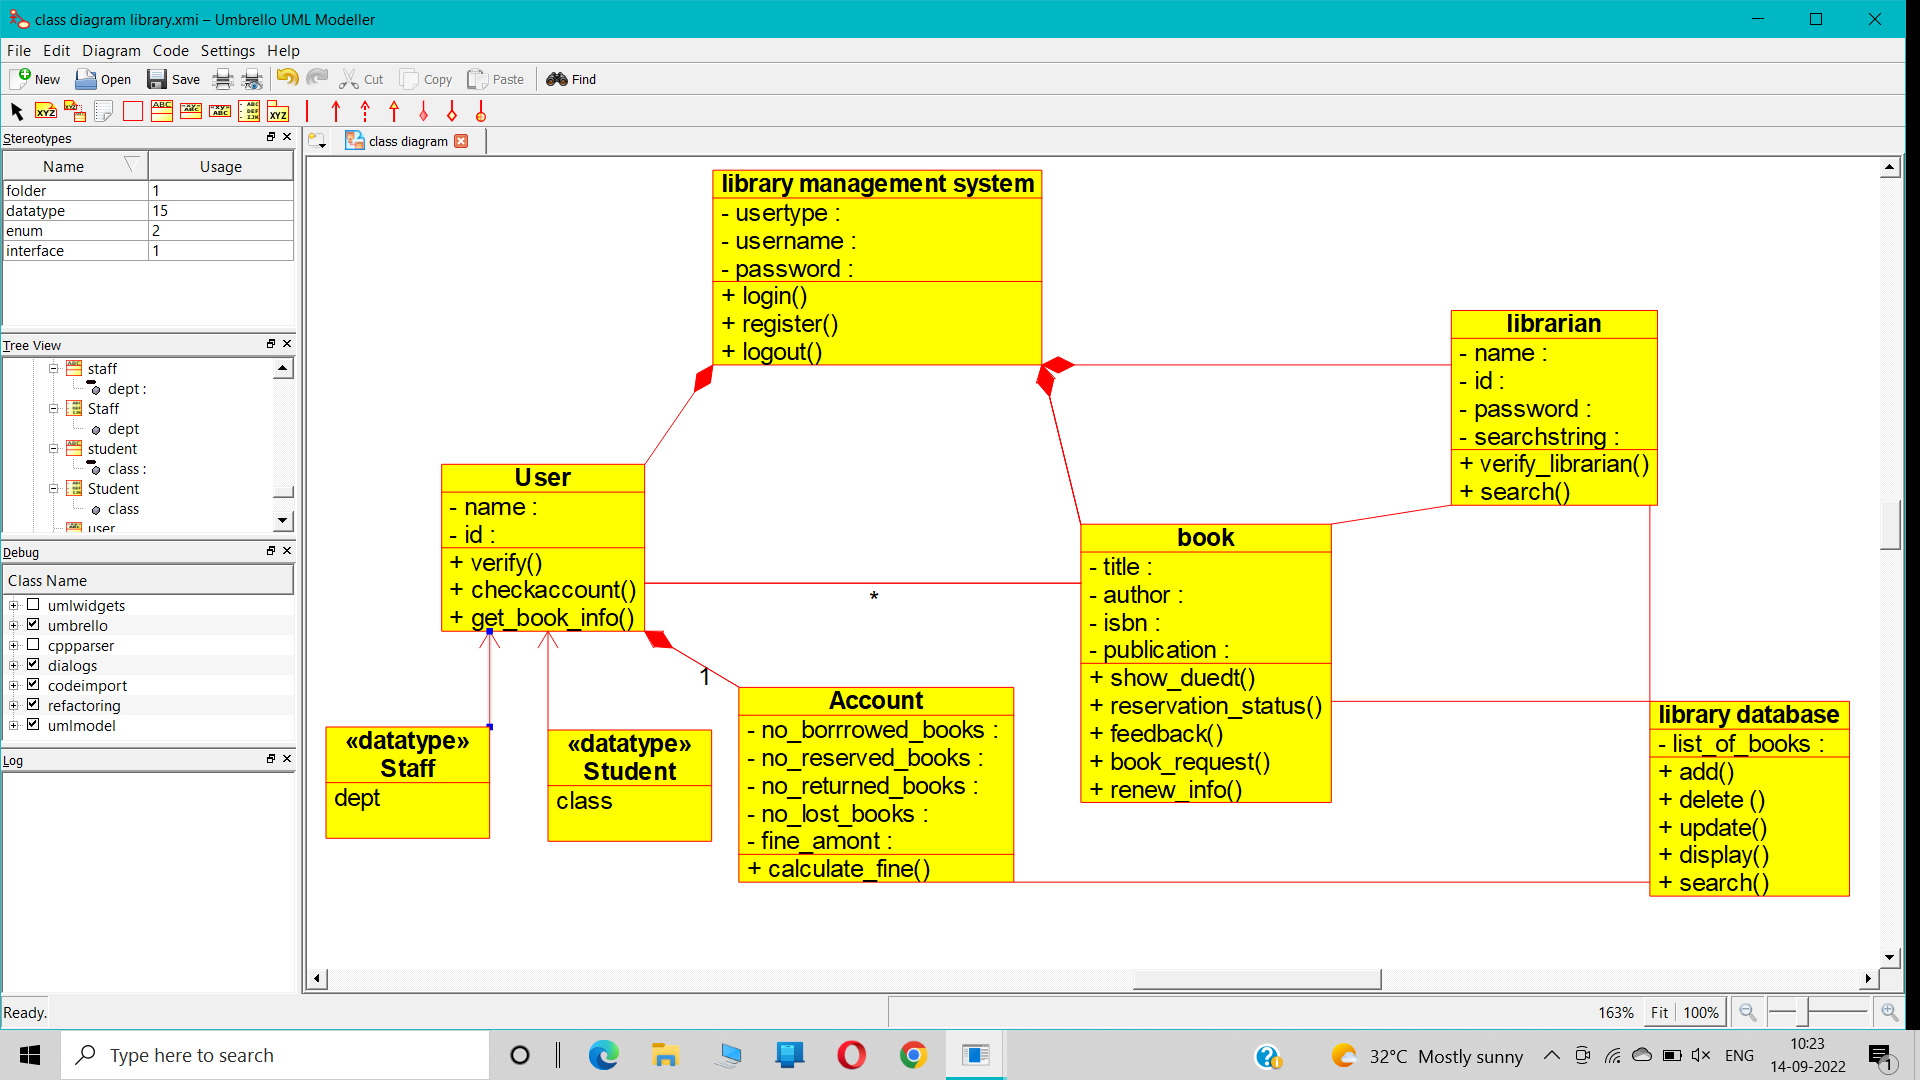 class diagram library.xmi – Umbrello UML Modeller
File Edit Diagram Code Settings Help
New Open Save Cut Copy Paste Find
XYZ ABC XYZ
Stereotypes
class diagram
Name Usage
folder 1
datatype 15
enum 2
interface 1
Tree View
staff
dept :
Staff
dept
student
class :
Student
class
user
Debug
Class Name
umlwidgets
umbrello
cppparser
dialogs
codeimport
refactoring
umlmodel
Log
library management system
- usertype :
- username :
- password :
+ login()
+ register()
+ logout()
librarian
- name :
- id :
- password :
- searchstring :
+ verify_librarian()
+ search()
User
- name :
- id :
+ verify()
+ checkaccount()
+ get_book_info()
*
1
book
- title :
- author :
- isbn :
- publication :
+ show_duedt()
+ reservation_status()
+ feedback()
+ book_request()
+ renew_info()
«datatype»
Staff
dept
«datatype»
Student
class
Account
- no_borrrowed_books :
- no_reserved_books :
- no_returned_books :
- no_lost_books :
- fine_amont :
+ calculate_fine()
library database
- list_of_books :
+ add()
+ delete ()
+ update()
+ display()
+ search()
Ready.
163% Fit 100%
Type here to search
32°C Mostly sunny
ENG
10:23
14-09-2022
1